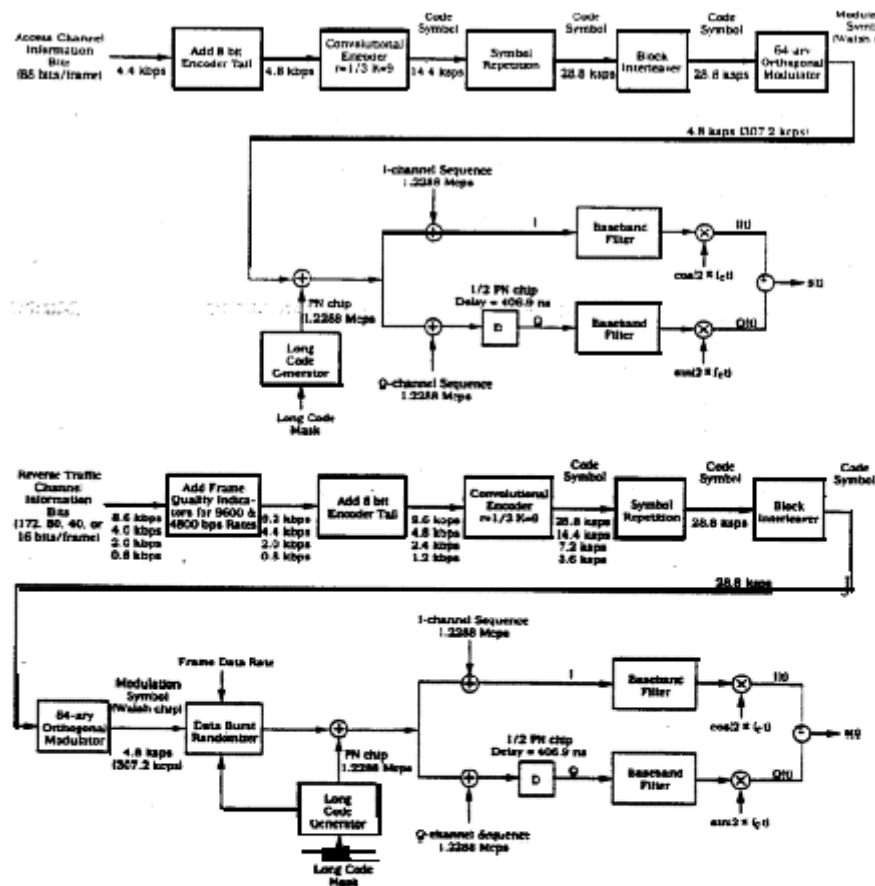 Access Channel
Information
Bits
(88 bits/frame)
4.4 kbps
Add 8 bit
Encoder Tail
4.8 kbps
Convolutional
Encoder
r=1/3 K=9
Code
Symbol
14.4 ksps
Symbol
Repetition
Code
Symbol
28.8 ksps
Block
Interleaver
Code
Symbol
28.8 ksps
64-ary
Orthogonal
Modulator
(Walsh
4.8 ksps (307.2 kcps)
I-channel Sequence
1.2288 Mcps
I
Baseband
Filter
I(t)
cos(2 π fct)
s(t)
PN chip
1.2288 Mcps
1/2 PN chip
Delay = 406.9 ns
D
Q
Baseband
Filter
Q(t)
sin(2 π fct)
Long
Code
Generator
Q-channel Sequence
1.2288 Mcps
Long Code
Mask
Reverse Traffic
Channel
Information
Bits
(172, 80, 40, or
16 bits/frame)
8.6 kbps
4.0 kbps
2.0 kbps
0.8 kbps
Add Frame
Quality Indica-
tors for 9600 &
4800 bps Rates
9.2 kbps
4.4 kbps
2.0 kbps
0.8 kbps
Add 8 bit
Encoder Tail
9.6 kbps
4.8 kbps
2.4 kbps
1.2 kbps
Convolutional
Encoder
r=1/3 K=9
Code
Symbol
28.8 ksps
14.4 ksps
7.2 ksps
3.6 ksps
Symbol
Repetition
Code
Symbol
28.8 ksps
Block
Interleaver
Code
Symbol
28.8 ksps
64-ary
Orthogonal
Modulator
Modulation
Symbol
(Walsh chip)
4.8 ksps
(307.2 kcps)
Frame Data Rate
Data Burst
Randomizer
PN chip
1.2288 Mcps
Long
Code
Generator
Long Code
Mask
I-channel Sequence
1.2288 Mcps
I
Baseband
Filter
I(t)
cos(2 π fct)
s(t)
1/2 PN chip
Delay = 406.9 ns
D
Q
Baseband
Filter
Q(t)
sin(2 π fct)
Q-channel Sequence
1.2288 Mcps